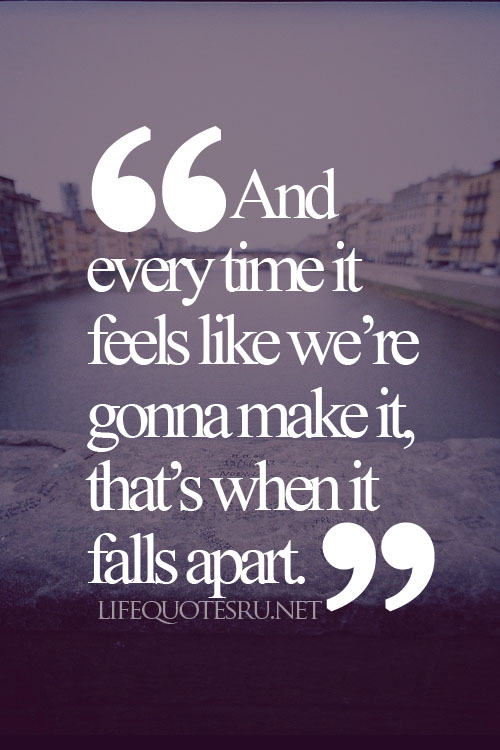 “And
every time it
feels like we’re
gonna make it,
that’s when it
falls apart.”
LIFEQUOTESRU.NET